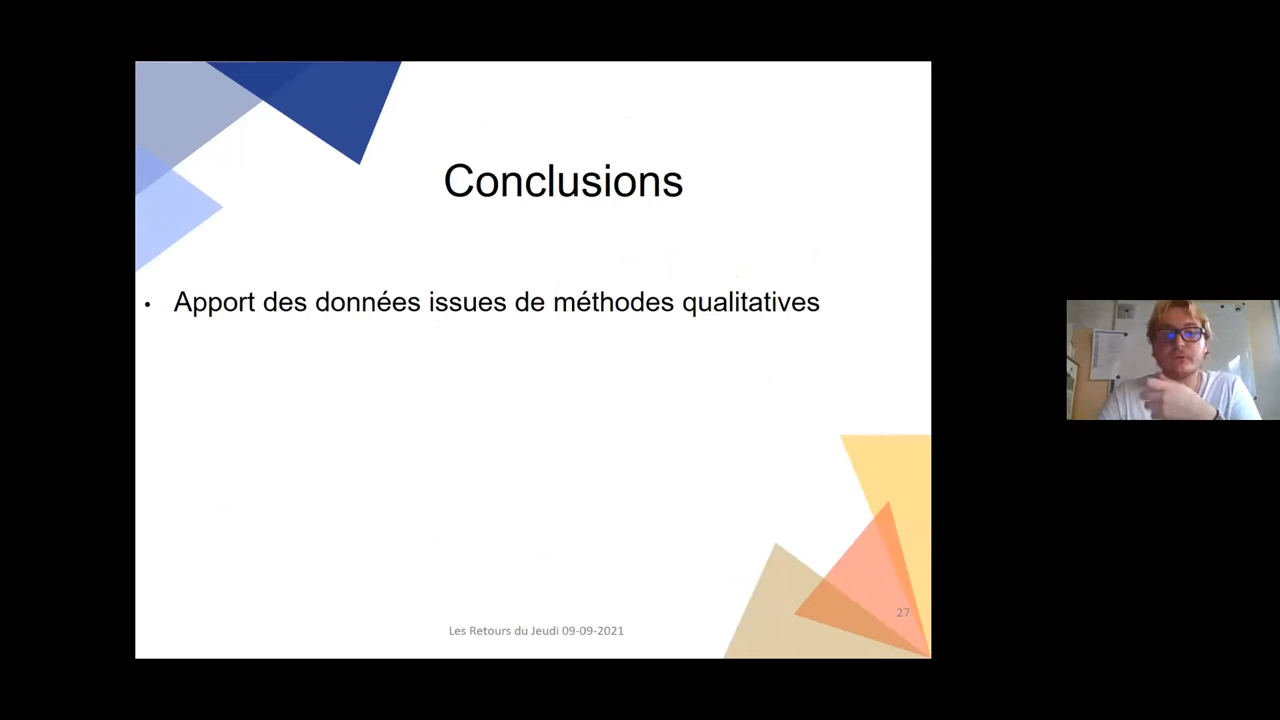 Conclusions
• Apport des données issues de méthodes qualitatives
27
Les Retours du Jeudi 09-09-2021